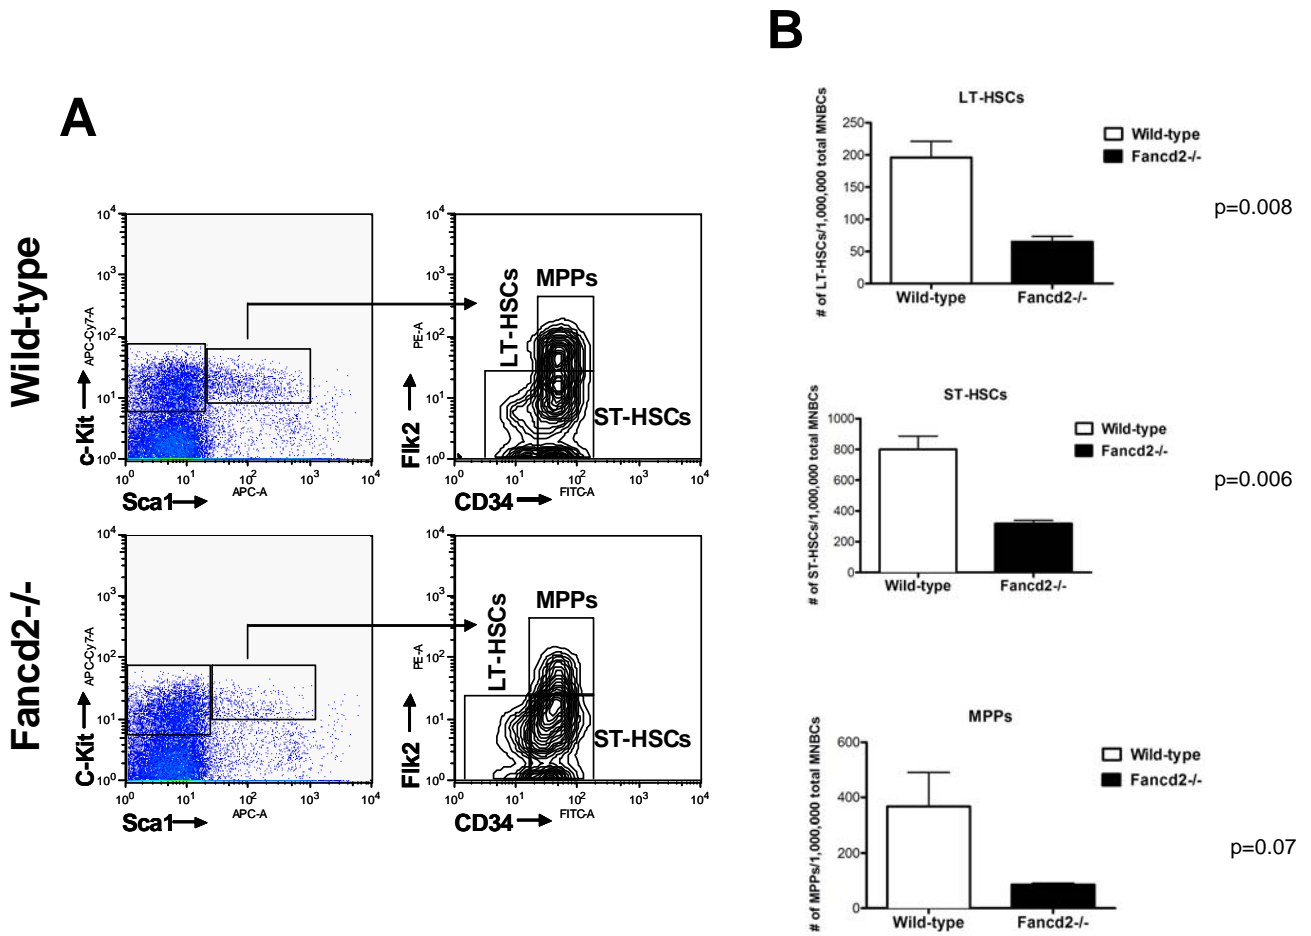 A
Wild-type
10^4
10^3
10^2
10^1
10^0
c-Kit
APC-Cy7-A
10^0
10^1
10^2
10^3
10^4
Sca1
APC-A
10^4
10^3
10^2
10^1
10^0
Flk2
PE-A
LT-HSCs
MPPs
ST-HSCs
10^0
10^1
10^2
10^3
10^4
CD34
FITC-A
Fancd2-/-
10^4
10^3
10^2
10^1
10^0
C-Kit
APC-Cy7-A
10^0
10^1
10^2
10^3
10^4
Sca1
APC-A
10^4
10^3
10^2
10^1
10^0
Flk2
PE-A
LT-HSCs
MPPs
ST-HSCs
10^0
10^1
10^2
10^3
10^4
CD34
FITC-A
B
LT-HSCs
# of LT-HSCs/1,000,000 total MNBCs
250
200
150
100
50
0
Wild-type
Fancd2-/-
Wild-type
Fancd2-/-
p=0.008
ST-HSCs
# of ST-HSCs/1,000,000 total MNBCs
1000
800
600
400
200
0
Wild-type
Fancd2-/-
Wild-type
Fancd2-/-
p=0.006
MPPs
# of MPPs/1,000,000 total MNBCs
600
400
200
0
Wild-type
Fancd2-/-
Wild-type
Fancd2-/-
p=0.07